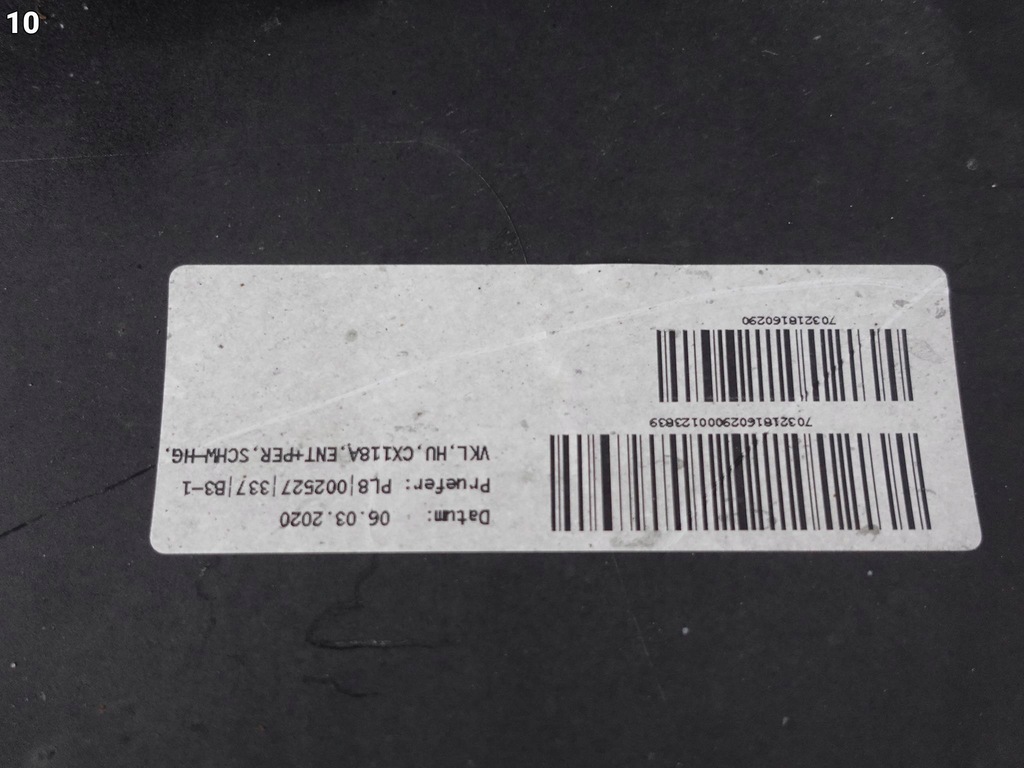 10
Datum: 06.03.2020
Pruefer: PL8|002527|337|B3-1
VKL,HU,CX118A,ENT+PER,SCHW-HG,
703218160290000123839
703218160290